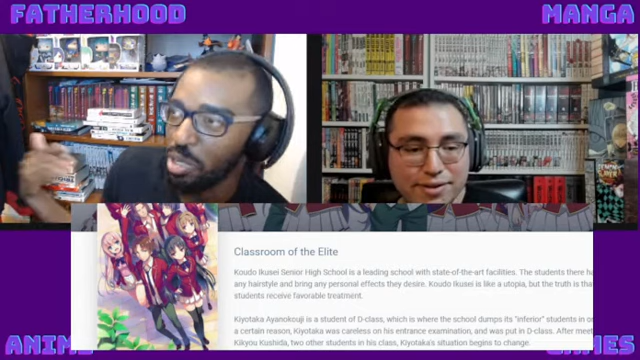 FATHERHOOD
MANGA
Classroom of the Elite
Koudo Ikusei Senior High School is a leading school with state-of-the-art facilities. The students there ha
any hairstyle and bring any personal effects they desire. Koudo Ikusei is like a utopia, but the truth is tha
students receive favorable treatment.
Kiyotaka Ayanokouji is a student of D-class, which is where the school dumps its "inferior" students in or
a certain reason, Kiyotaka was careless on his entrance examination, and was put in D-class. After meet
Kikyou Kushida, two other students in his class, Kiyotaka's situation begins to change.